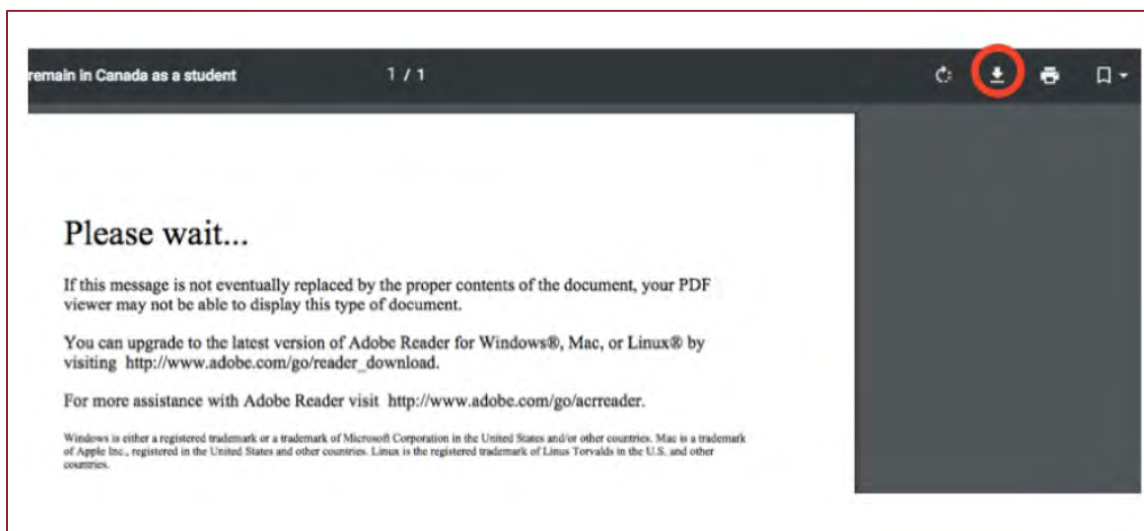 remain in Canada as a student
1 / 1
Please wait...
If this message is not eventually replaced by the proper contents of the document, your PDF
viewer may not be able to display this type of document.
You can upgrade to the latest version of Adobe Reader for Windows®, Mac, or Linux® by
visiting http://www.adobe.com/go/reader_download.
For more assistance with Adobe Reader visit http://www.adobe.com/go/acrreader.
Windows is either a registered trademark or a trademark of Microsoft Corporation in the United States and/or other countries. Mac is a trademark
of Apple Inc., registered in the United States and other countries. Linux is the registered trademark of Linus Torvalds in the U.S. and other
countries.